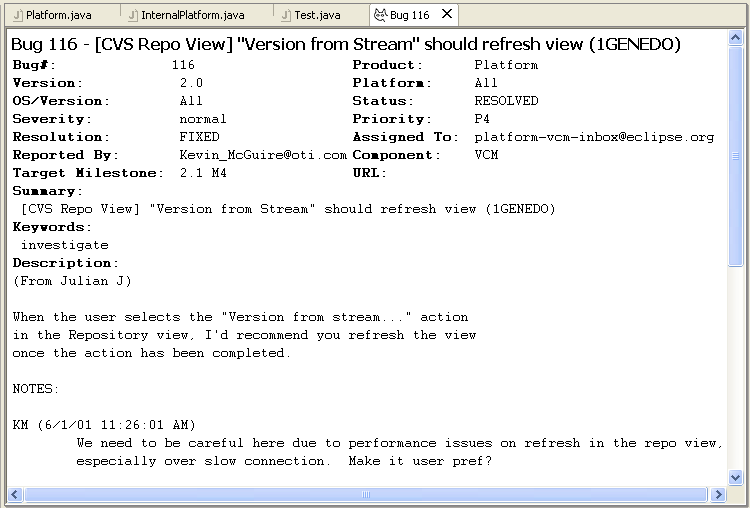 Platform.java InternalPlatform.java Test.java Bug 116
Bug 116 - [CVS Repo View] "Version from Stream" should refresh view (1GENEDO)
Bug#: 116 Product: Platform
Version: 2.0 Platform: All
OS/Version: All Status: RESOLVED
Severity: normal Priority: P4
Resolution: FIXED Assigned To: platform-vcm-inbox@eclipse.org
Reported By: Kevin_McGuire@oti.com Component: VCM
Target Milestone: 2.1 M4 URL:
Summary:
[CVS Repo View] "Version from Stream" should refresh view (1GENEDO)
Keywords:
investigate
Description:
(From Julian J)
When the user selects the "Version from stream..." action
in the Repository view, I'd recommend you refresh the view
once the action has been completed.
NOTES:
KM (6/1/01 11:26:01 AM)
We need to be careful here due to performance issues on refresh in the repo view,
especially over slow connection. Make it user pref?